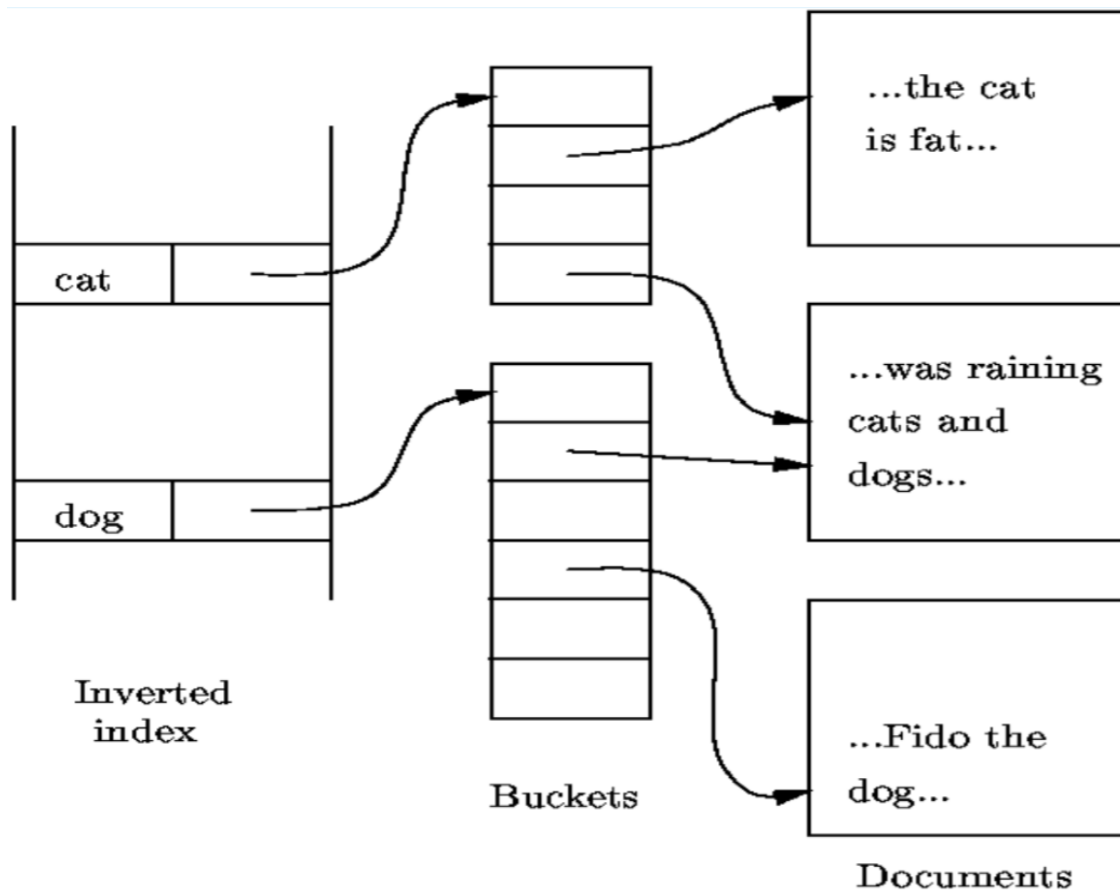 cat
dog
Inverted
index
Buckets
...the cat
is fat...
...was raining
cats and
dogs...
...Fido the
dog...
Documents